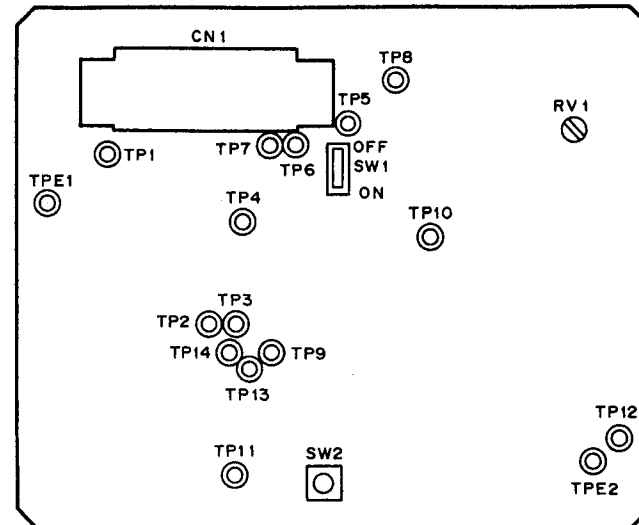 CN1
TP8
TP5
RV1
TP7
TP6
OFF
SW1
ON
TP1
TPE1
TP4
TP10
TP3
TP2
TP14
TP9
TP13
TP12
TP11
SW2
TPE2